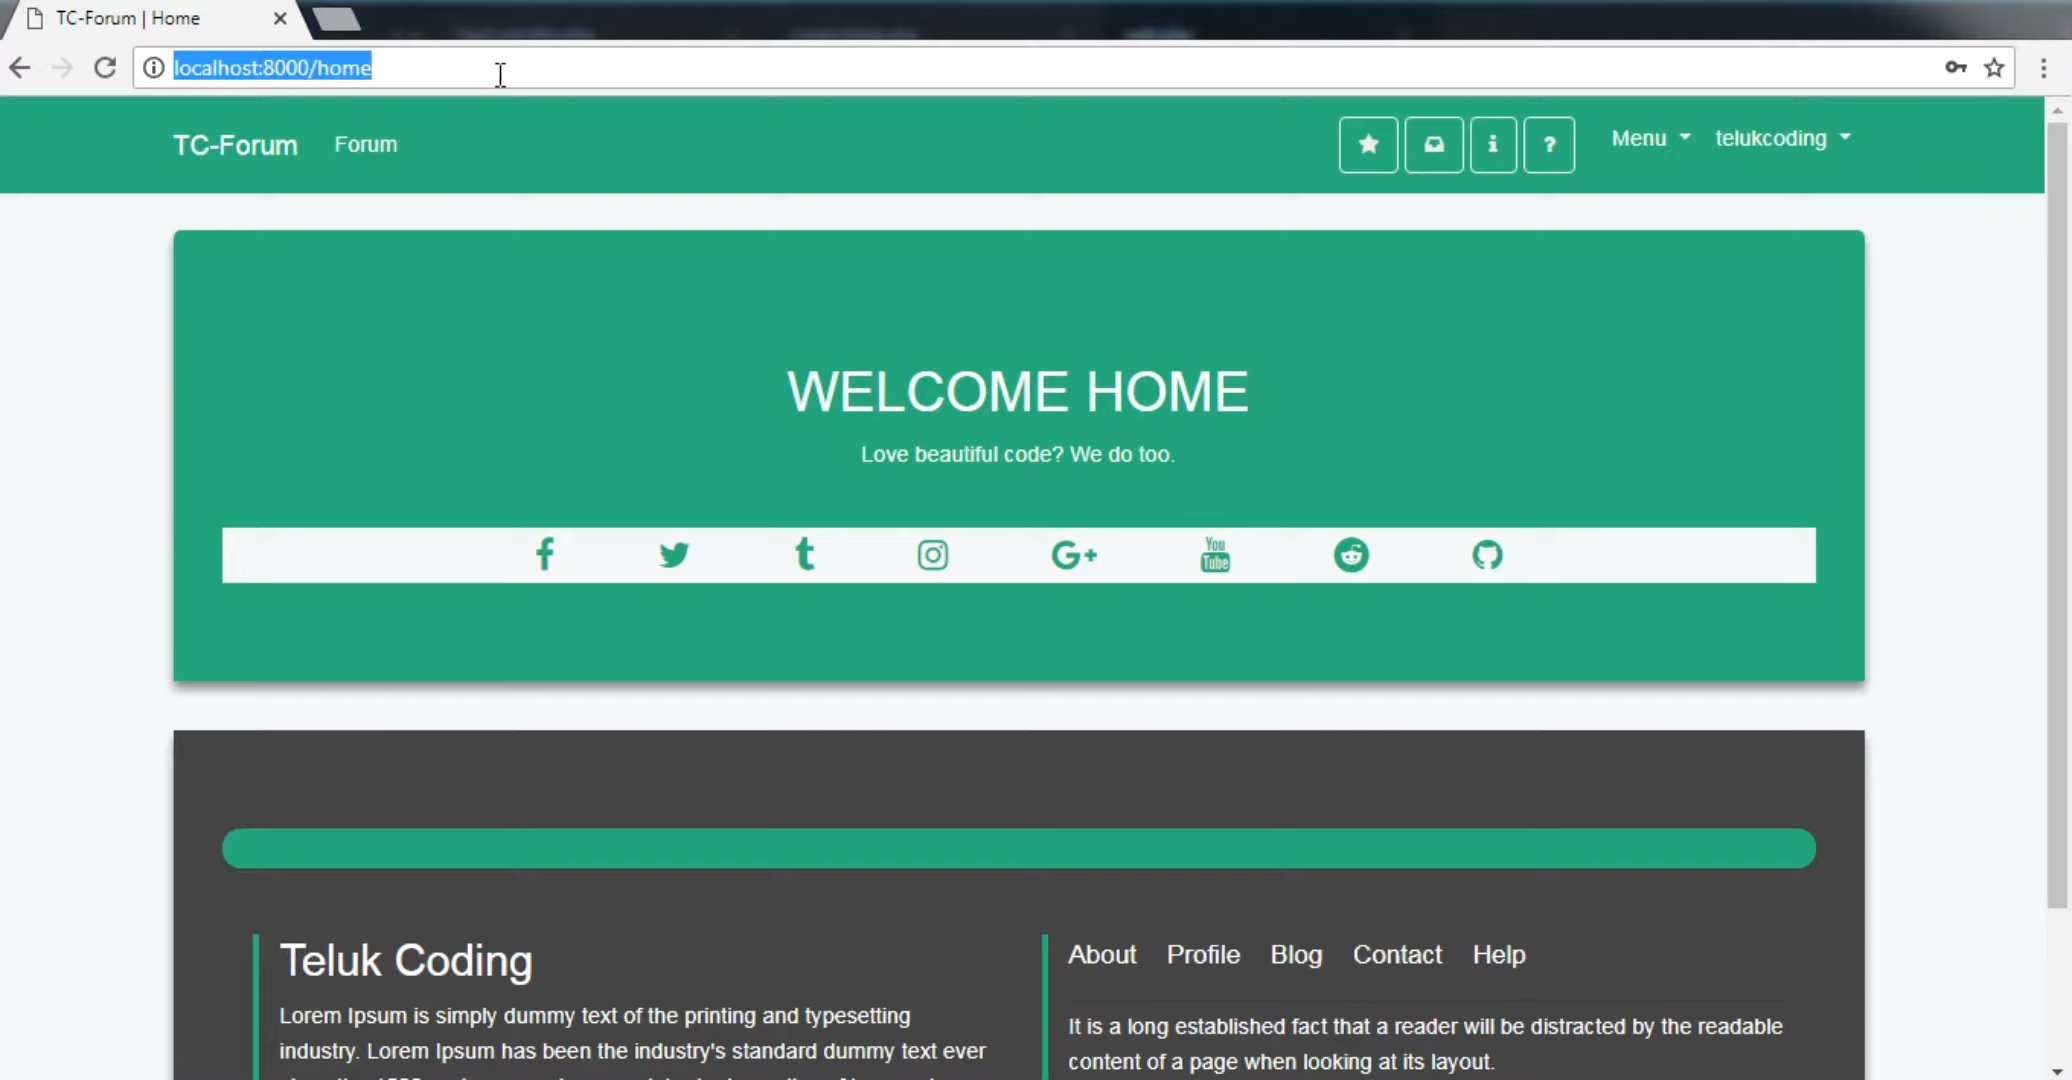 TC-Forum | Home
localhost:8000/home
TC-Forum Forum Menu telukcoding
WELCOME HOME
Love beautiful code? We do too.
You
Tube
Teluk Coding
Lorem Ipsum is simply dummy text of the printing and typesetting
industry. Lorem Ipsum has been the industry's standard dummy text ever
About Profile Blog Contact Help
It is a long established fact that a reader will be distracted by the readable
content of a page when looking at its layout.